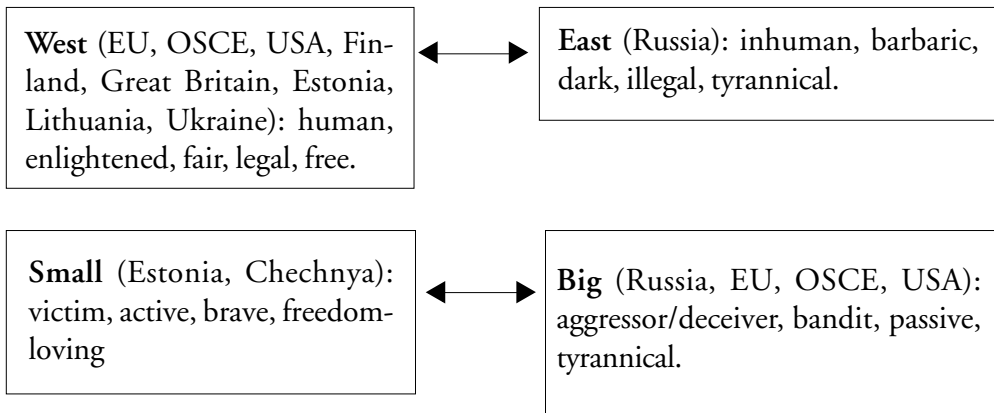 West (EU, OSCE, USA, Fin-
land, Great Britain, Estonia,
Lithuania, Ukraine): human,
enlightened, fair, legal, free.
East (Russia): inhuman, barbaric,
dark, illegal, tyrannical.
Small (Estonia, Chechnya):
victim, active, brave, freedom-
loving
Big (Russia, EU, OSCE, USA):
aggressor/deceiver, bandit, passive,
tyrannical.